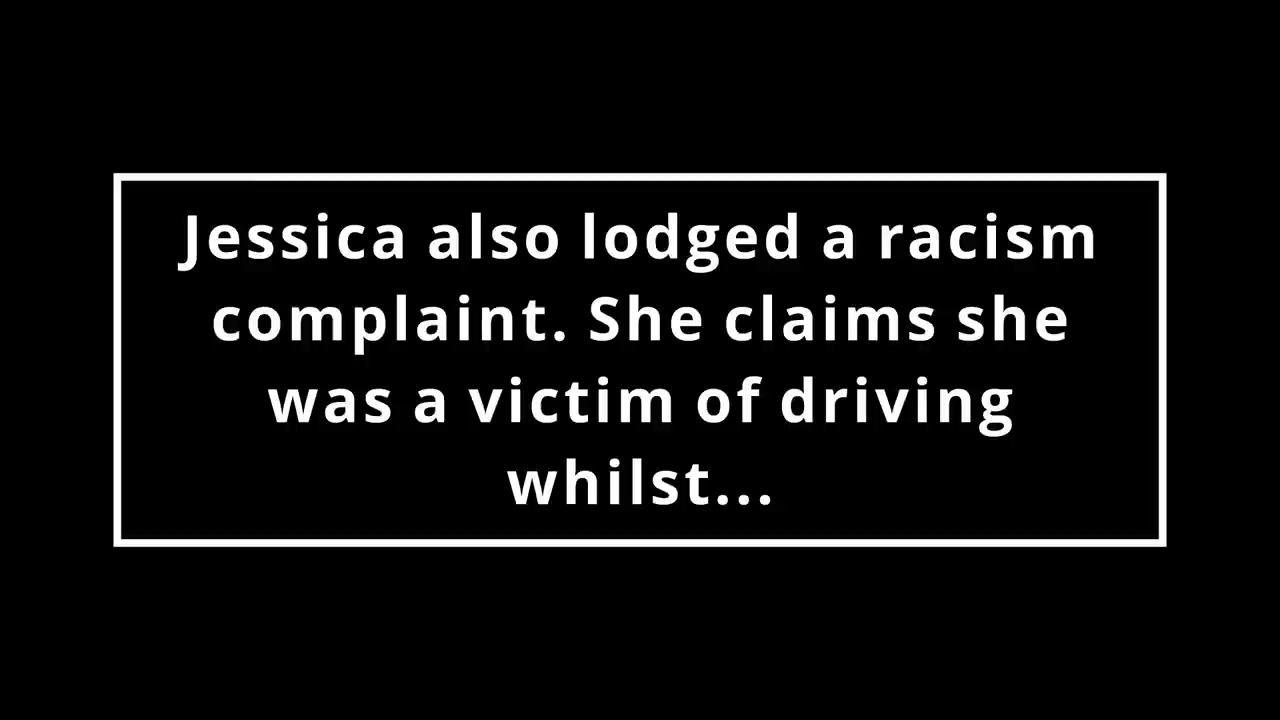 Jessica also lodged a racism
complaint. She claims she
was a victim of driving
whilst...